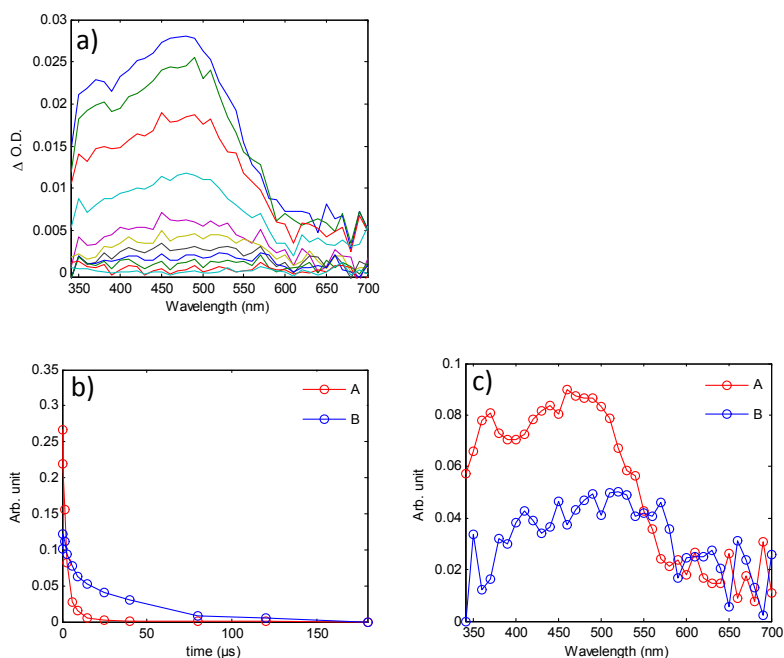 a)
0.03
0.025
0.02
0.015
0.01
0.005
0
Δ O.D.
350 400 450 500 550 600 650 700
Wavelength (nm)
b)
A
B
0.35
0.3
0.25
0.20
0.15
0.10
0.05
0
Arb. unit
0 50 100 150
time (µs)
c)
A
B
0.1
0.08
0.06
0.04
0.02
0
Arb. unit
350 400 450 500 550 600 650 700
Wavelength (nm)